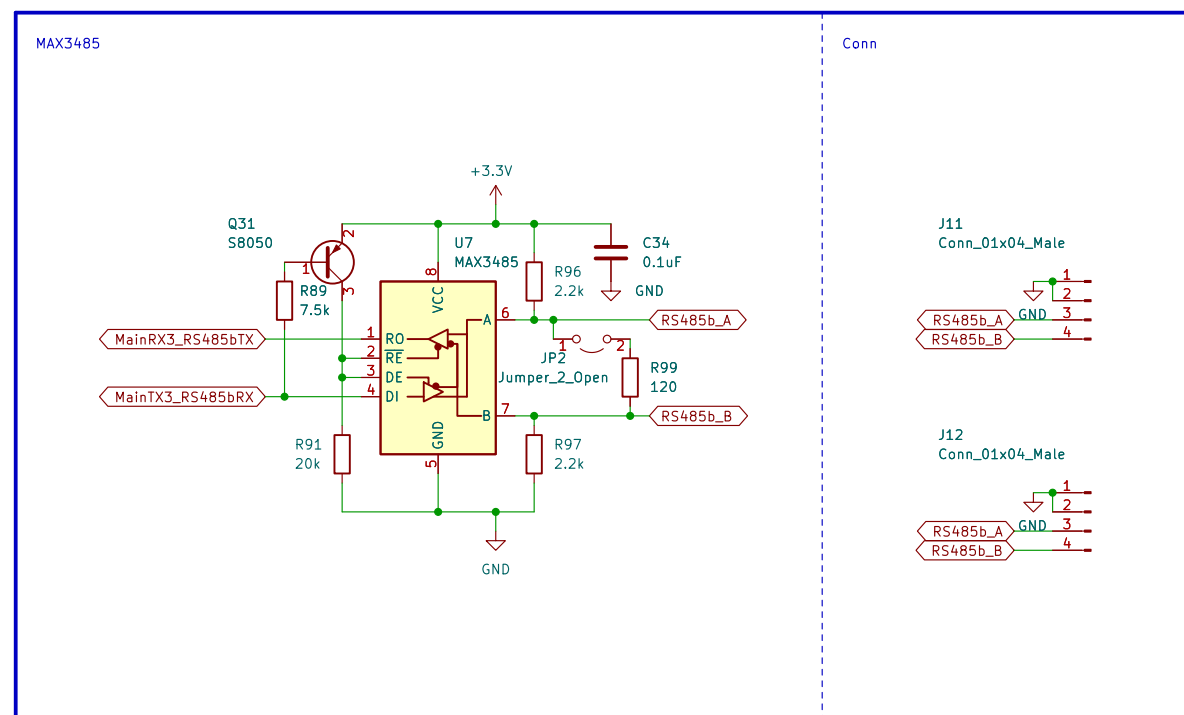 MAX3485
Conn
+3.3V
Q31
S8050
2
1
3
R89
7.5k
U7
MAX3485
8
VCC
R96
2.2k
C34
0.1uF
GND
MainRX3_RS485bTX
1
RO
2
RE
3
DE
MainTX3_RS485bRX
4
DI
A
6
RS485b_A
1
2
JP2
Jumper_2_Open
R99
120
B
7
RS485b_B
GND
5
R91
20k
R97
2.2k
GND
J11
Conn_01x04_Male
1
2
GND
RS485b_A
3
RS485b_B
4
J12
Conn_01x04_Male
1
2
GND
RS485b_A
3
RS485b_B
4